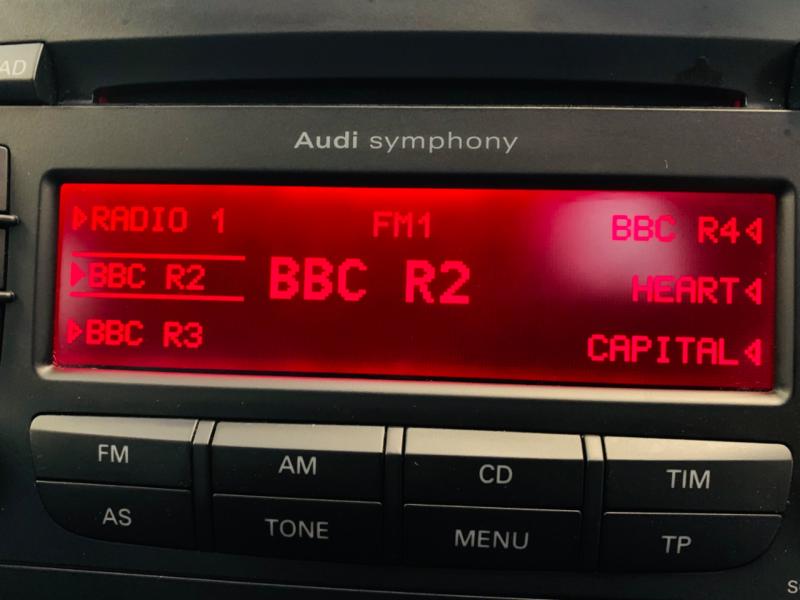 AD
Audi symphony
RADIO 1 FM1 BBC R4
BBC R2 BBC R2 HEART
BBC R3 CAPITAL
FM AM CD TIM
AS TONE MENU TP